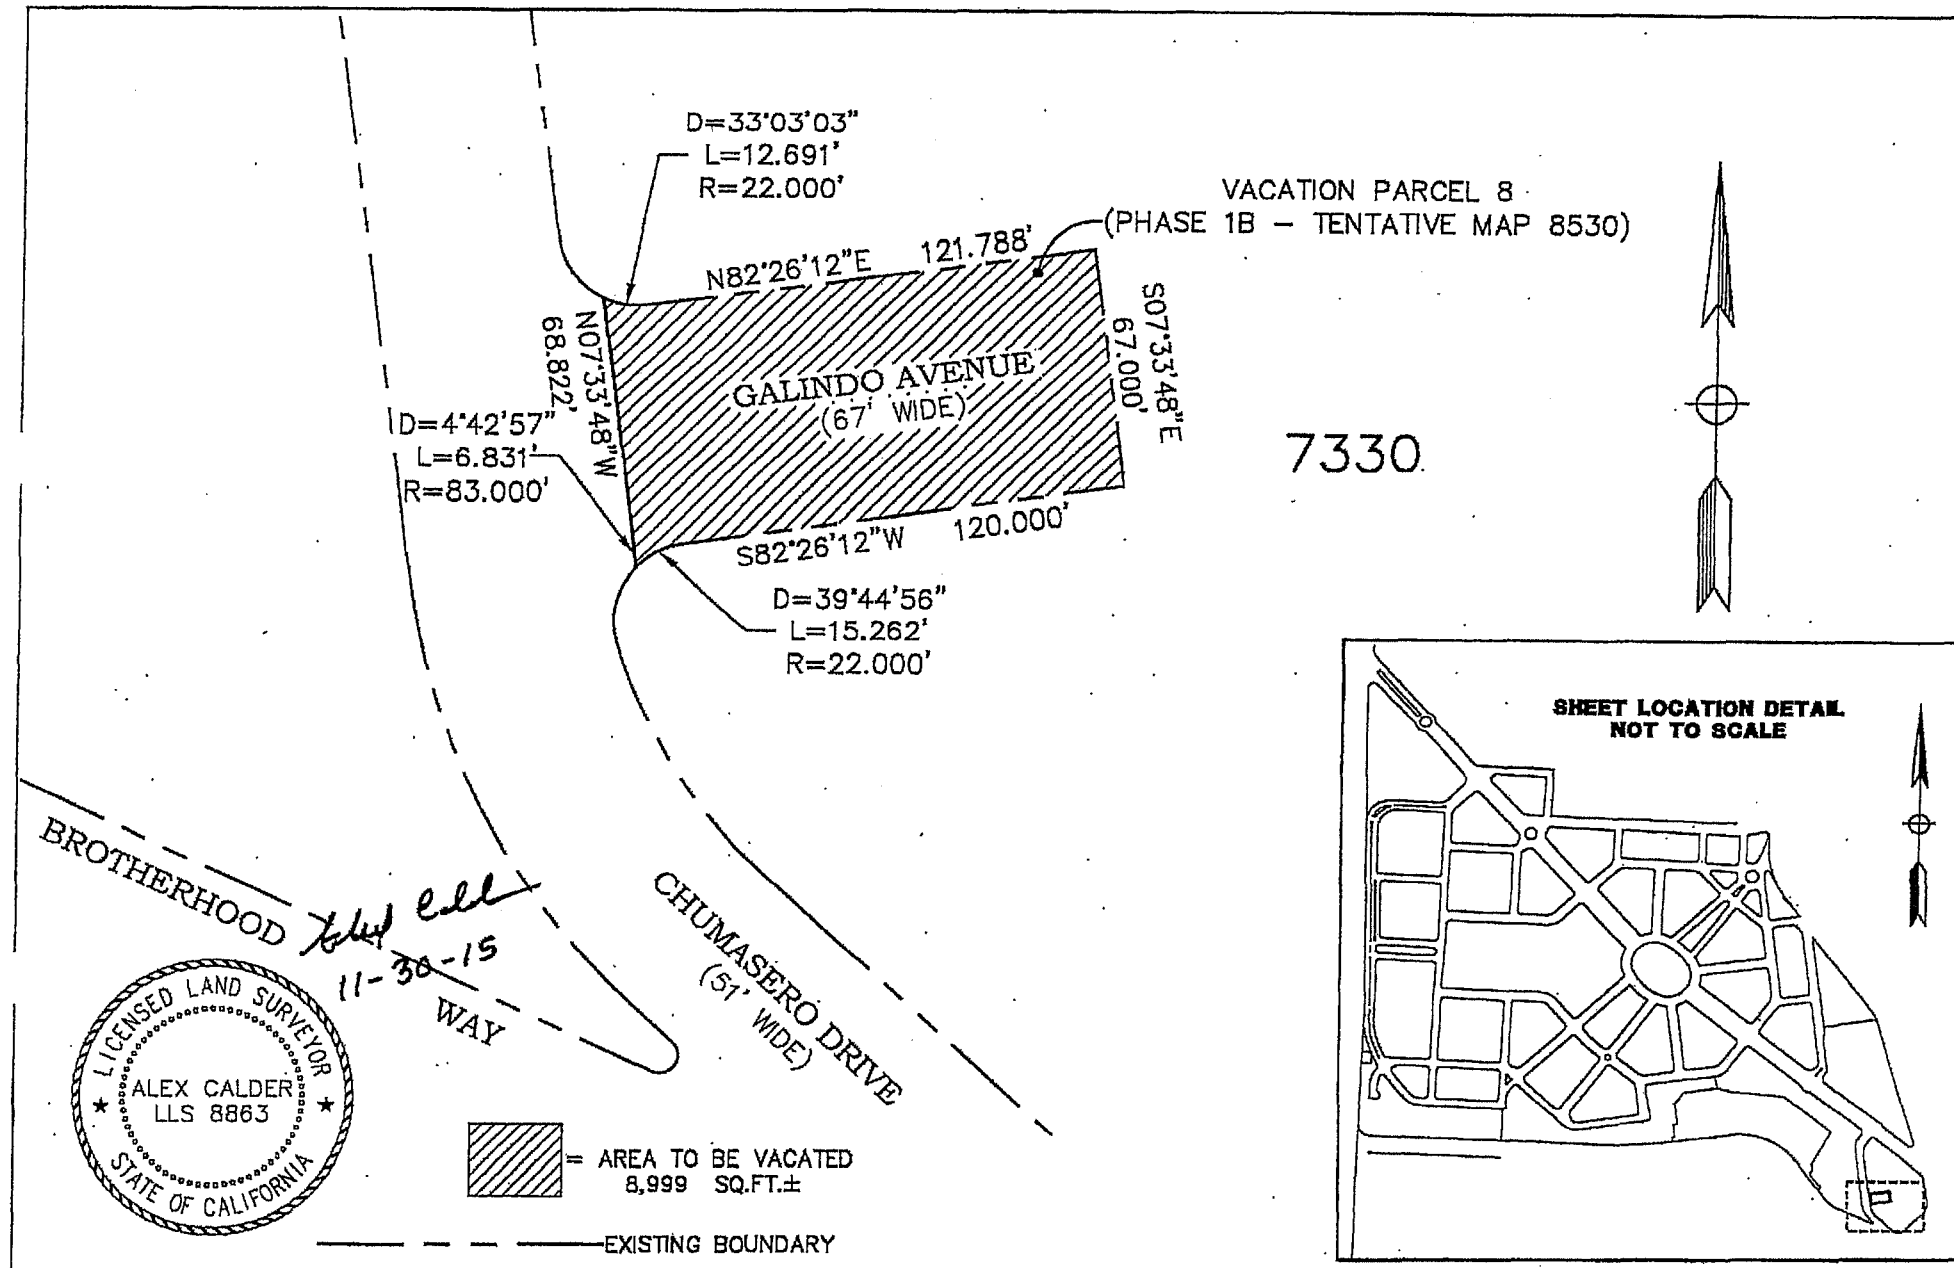 D=33°03'03"
L=12.691'
R=22.000'
VACATION PARCEL 8
(PHASE 1B – TENTATIVE MAP 8530)
N82°26'12"E 121.788'
N07°33'48"W
68.822'
S07°33'48"E
67.000'
GALINDO AVENUE
(67' WIDE)
D=4°42'57"
L=6.831'
R=83.000'
7330
S82°26'12"W 120.000'
D=39°44'56"
L=15.262'
R=22.000'
SHEET LOCATION DETAIL
NOT TO SCALE
BROTHERHOOD
WAY
11-30-15
CHUMASERO DRIVE
(51' WIDE)
LICENSED LAND SURVEYOR
ALEX CALDER
LLS 8863
STATE OF CALIFORNIA
= AREA TO BE VACATED
8,999 SQ.FT.±
EXISTING BOUNDARY